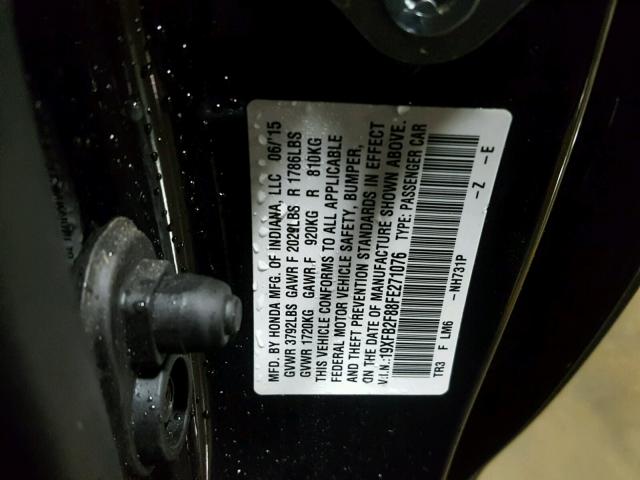 MFD. BY HONDA MFG. OF INDIANA, LLC 06/'15
GVWR 3792LBS GAWR F 2029LBS R 1786LBS
GVWR 1720KG GAWR.F 920KG R 810KG
THIS VEHICLE CONFORMS TO ALL APPLICABLE
FEDERAL MOTOR VEHICLE SAFETY, BUMPER,
AND THEFT PREVENTION STANDARDS IN EFFECT
ON THE DATE OF MANUFACTURE SHOWN ABOVE.
V.I.N.:19XFB2F88FE271076 TYPE: PASSENGER CAR
TR3 F LM6 -NH731P -Z -E